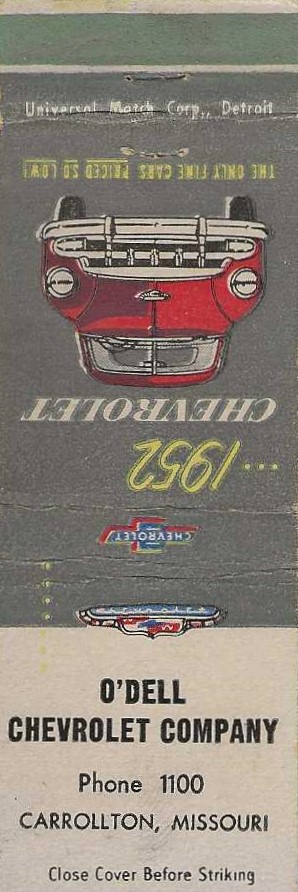 Universal Match Corp., Detroit
THE ONLY FINE CARS PRICED SO LOW!
CHEVROLET
...1952
CHEVROLET
CHEVROLET
O'DELL
CHEVROLET COMPANY
Phone 1100
CARROLLTON, MISSOURI
Close Cover Before Striking